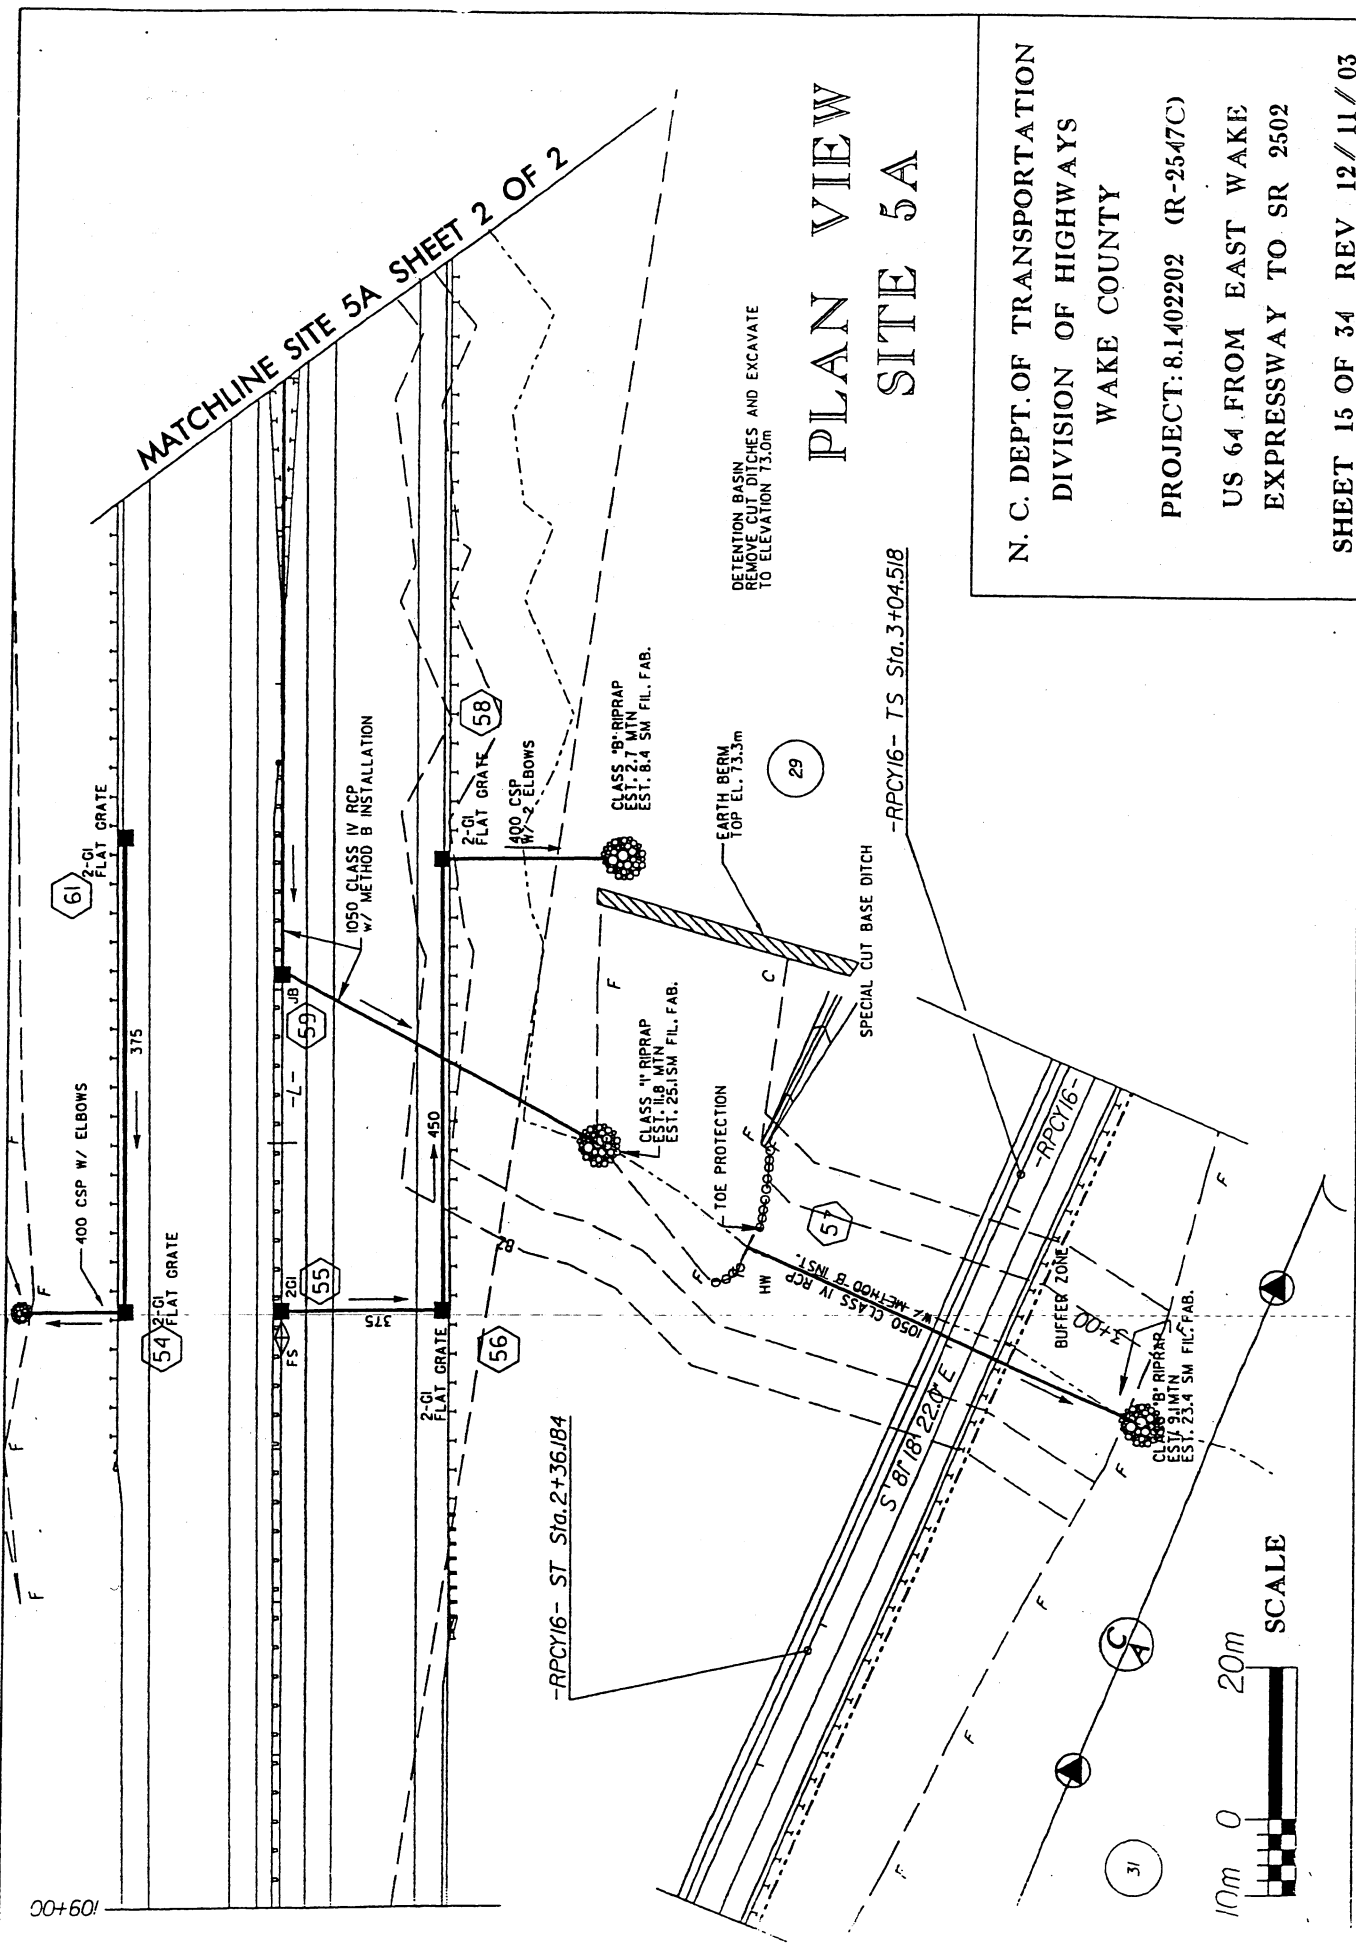 MATCHLINE SITE 5A SHEET 2 OF 2
61
2-GI
FLAT GRATE
375
400 CSP W/ ELBOWS
F
F
F
F
2-GI
FLAT GRATE
54
1050 CLASS IV RCP
W/ METHOD B INSTALLATION
JB
59
-L-
2GI
55
FS
375
2-GI
FLAT GRATE
56
450
58
2-GI
FLAT GRATE
400 CSP
W/ 2 ELBOWS
CLASS 'B' RIPRAP
EST. 2.7 MTN
EST. 8.4 SM FIL. FAB.
BZ
F
CLASS 'I' RIPRAP
EST. 11.8 MTN
EST. 25.1 SM FIL. FAB.
DETENTION BASIN
REMOVE CUT DITCHES AND EXCAVATE
TO ELEVATION 73.0m
EARTH BERM
TOP EL. 73.3m
29
C
SPECIAL CUT BASE DITCH
TOE PROTECTION
F
F
F
HW
57
1050 CLASS IV RCP
W/ METHOD 'B' INST.
-RPCY16- TS Sta. 3+04.518
-RPCY16- ST Sta. 2+36.184
-RPCY16-
S 81° 18' 22.0" E
BUFFER ZONE
3+00
CLASS 'B' RIPRAP
EST. 9.1 MTN
EST. 23.4 SM FIL. FAB.
F
F
F
F
F
C
A
31
109+00
10m 0 20m
SCALE
PLAN VIEW
SITE 5A
N. C. DEPT. OF TRANSPORTATION
DIVISION OF HIGHWAYS
WAKE COUNTY
PROJECT: 8.1402202 (R-2547C)
US 64 FROM EAST WAKE
EXPRESSWAY TO SR 2502
SHEET 15 OF 34 REV 12 / 11 / 03